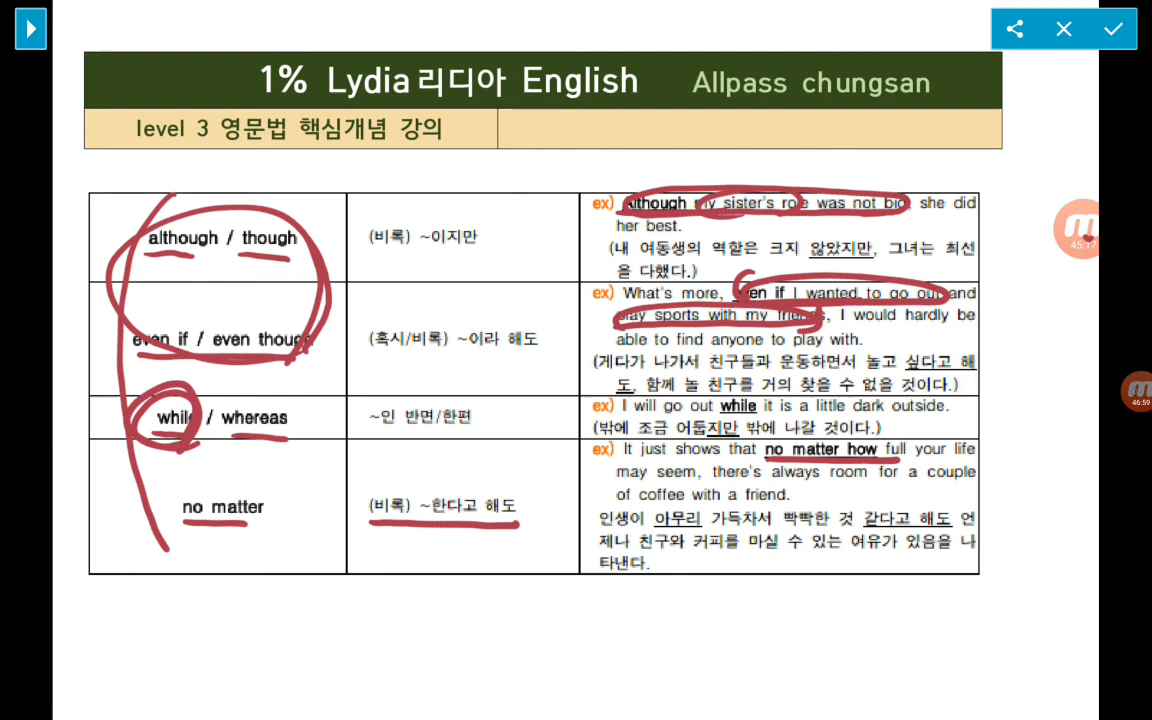 1% Lydia 리디아 English Allpass chungsan
level 3 영문법 핵심개념 강의
although / though
(비록) ~이지만
ex) Although my sister's role was not big, she did
her best.
(내 여동생의 역할은 크지 않았지만, 그녀는 최선
을 다했다.)
even if / even though
(혹시/비록) ~이라 해도
ex) What's more, even if I wanted to go out and
play sports with my friends, I would hardly be
able to find anyone to play with.
(게다가 나가서 친구들과 운동하면서 놀고 싶다고 해
도, 함께 놀 친구를 거의 찾을 수 없을 것이다.)
while / whereas
~인 반면/한편
ex) I will go out while it is a little dark outside.
(밖에 조금 어둡지만 밖에 나갈 것이다.)
no matter
(비록) ~한다고 해도
ex) It just shows that no matter how full your life
may seem, there's always room for a couple
of coffee with a friend.
인생이 아무리 가득차서 빡빡한 것 같다고 해도 언
제나 친구와 커피를 마실 수 있는 여유가 있음을 나
타낸다.
45:17
46:59